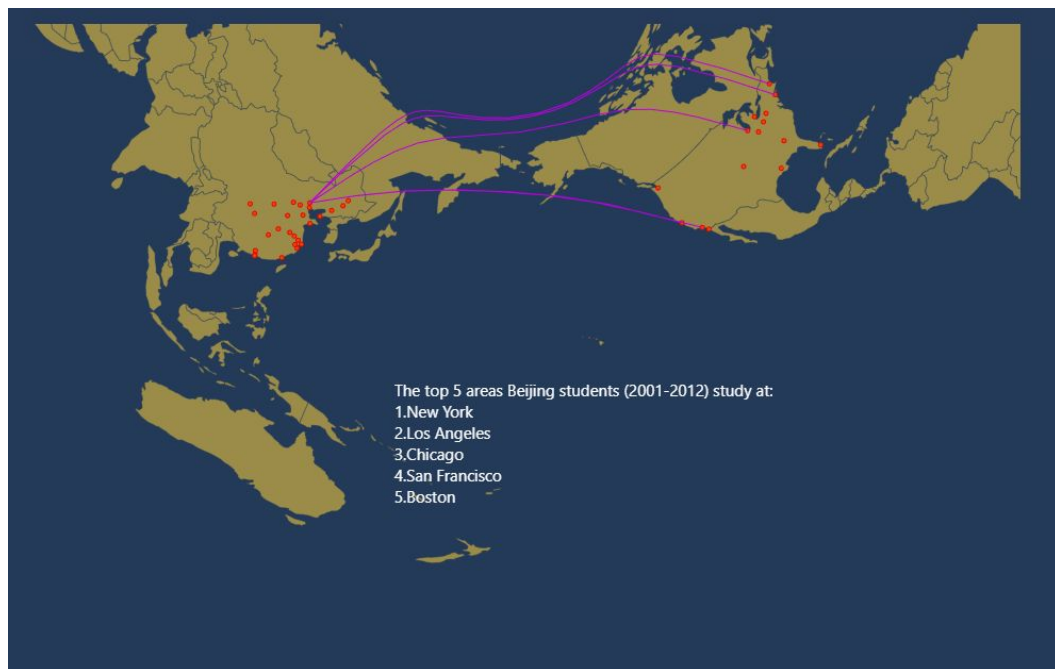 The top 5 areas Beijing students (2001-2012) study at:
1.New York
2.Los Angeles
3.Chicago
4.San Francisco
5.Boston